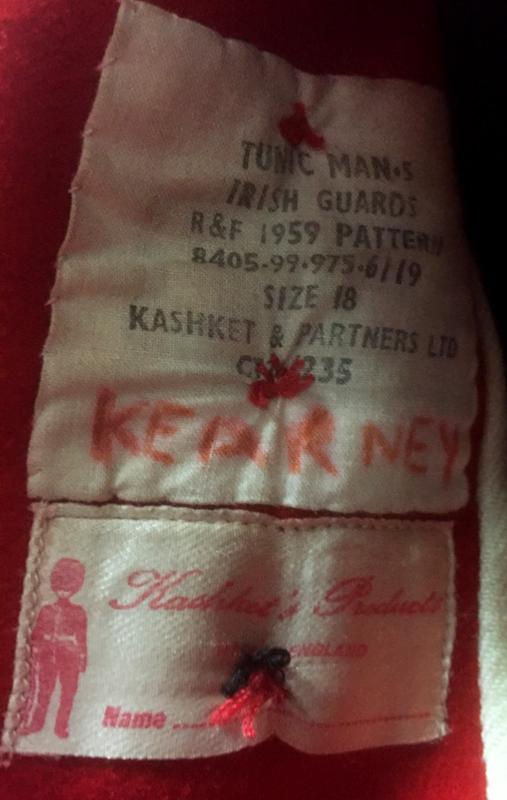 TUNIC MAN·S
IRISH GUARDS
R&F 1959 PATTERN
8405-99-975-6119
SIZE 18
KASHKET & PARTNERS LTD
235
KEARNEY
Kashket's Products
ENGLAND
Name